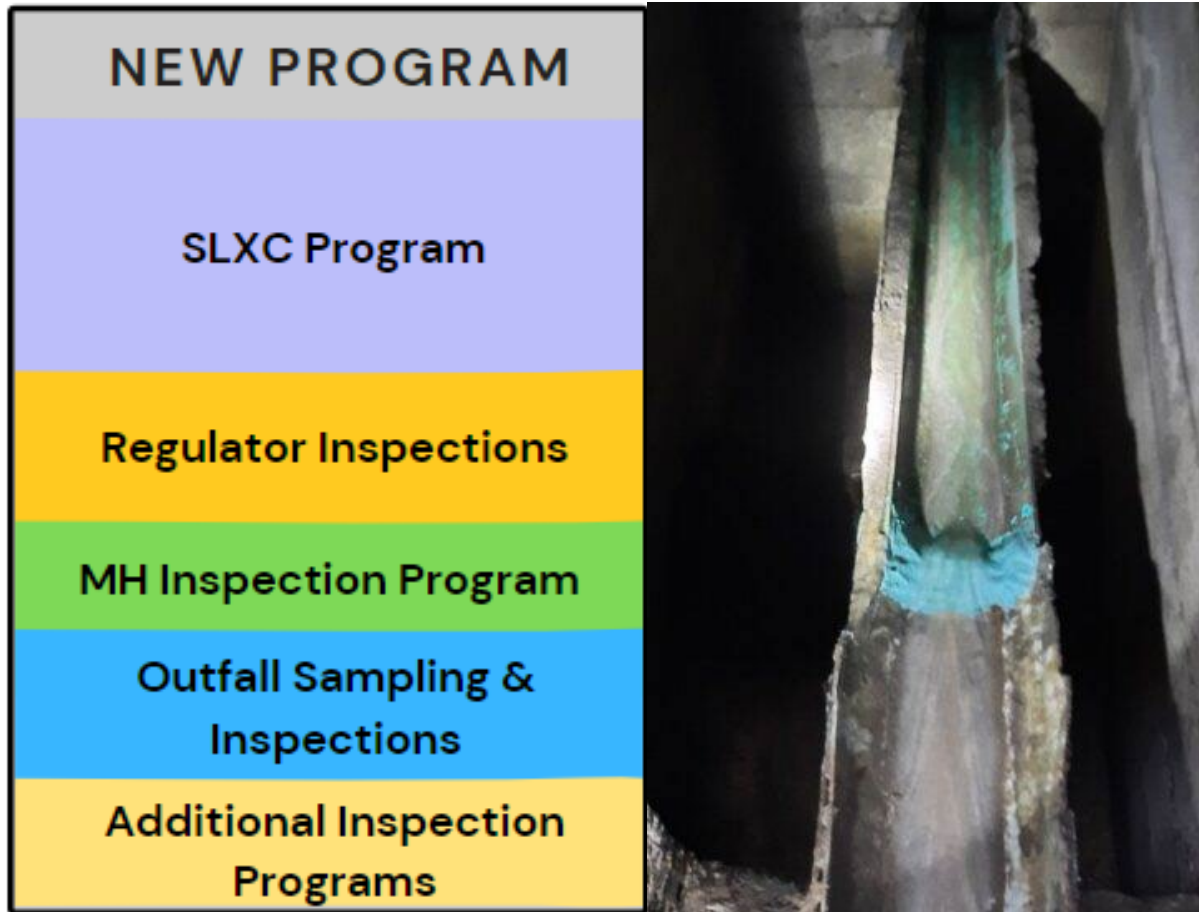 NEW PROGRAM
SLXC Program
Regulator Inspections
MH Inspection Program
Outfall Sampling &
Inspections
Additional Inspection
Programs